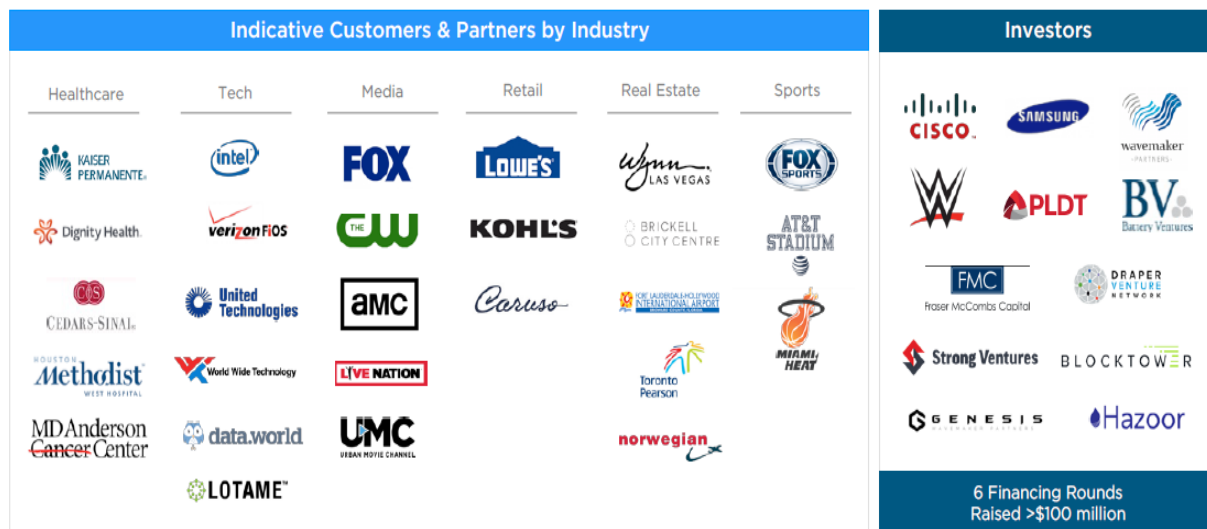 Indicative Customers & Partners by Industry
Healthcare
Tech
Media
Retail
Real Estate
Sports
KAISER
PERMANENTE®
Dignity Health.
CEDARS-SINAI®
HOUSTON
Methodist
WEST HOSPITAL
MD Anderson
Cancer Center
intel
verizon FiOS
United
Technologies
World Wide Technology
data.world
LOTAME™
FOX
THE
CW
aMC
LIVE NATION
UMC
URBAN MOVIE CHANNEL
LOWE'S
KOHL'S
Caruso
Wynn
LAS VEGAS
BRICKELL
CITY CENTRE
FORT LAUDERDALE-HOLLYWOOD
INTERNATIONAL AIRPORT
Toronto
Pearson
norwegian
FOX
SPORTS
AT&T
STADIUM
MIAMI
HEAT
Investors
CISCO
SAMSUNG
wavemaker
PARTNERS
W
PLDT
BV
Battery Ventures
FMC
Fraser McCombs Capital
DRAPER
VENTURE
NETWORK
Strong Ventures
BLOCKTOWER
GENESIS
Hazoor
6 Financing Rounds
Raised >$100 million